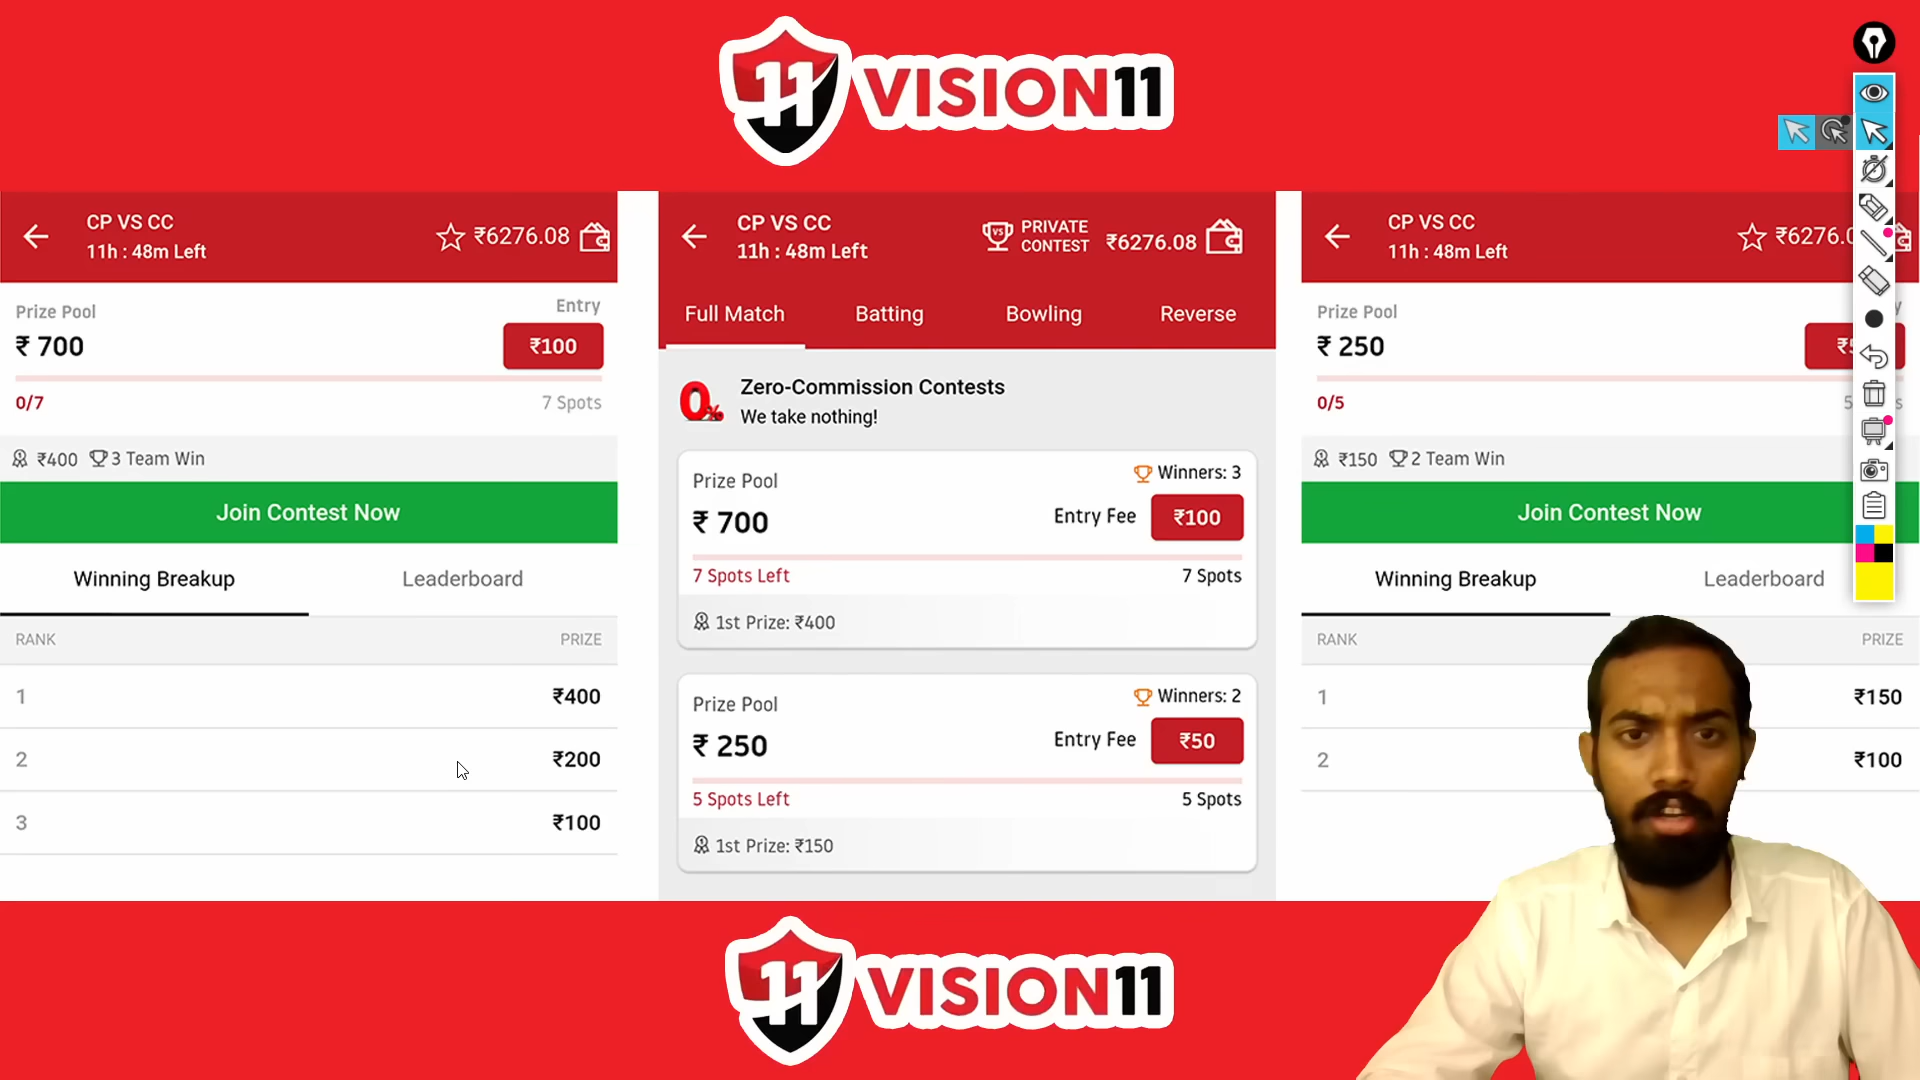 11 VISION11
CP VS CC
11h : 48m Left
₹6276.08
Prize Pool
Entry
₹ 700
₹100
0/7
7 Spots
₹400 3 Team Win
Join Contest Now
Winning Breakup
Leaderboard
RANK
PRIZE
1
₹400
2
₹200
3
₹100
CP VS CC
11h : 48m Left
VS
PRIVATE
CONTEST
₹6276.08
Full Match
Batting
Bowling
Reverse
0%
Zero-Commission Contests
We take nothing!
Prize Pool
Winners: 3
₹ 700
Entry Fee
₹100
7 Spots Left
7 Spots
1st Prize: ₹400
Prize Pool
Winners: 2
₹ 250
Entry Fee
₹50
5 Spots Left
5 Spots
1st Prize: ₹150
CP VS CC
11h : 48m Left
₹6276.0
Prize Pool
₹ 250
0/5
₹150 2 Team Win
Join Contest Now
Winning Breakup
Leaderboard
RANK
PRIZE
1
₹150
2
₹100
11 VISION11